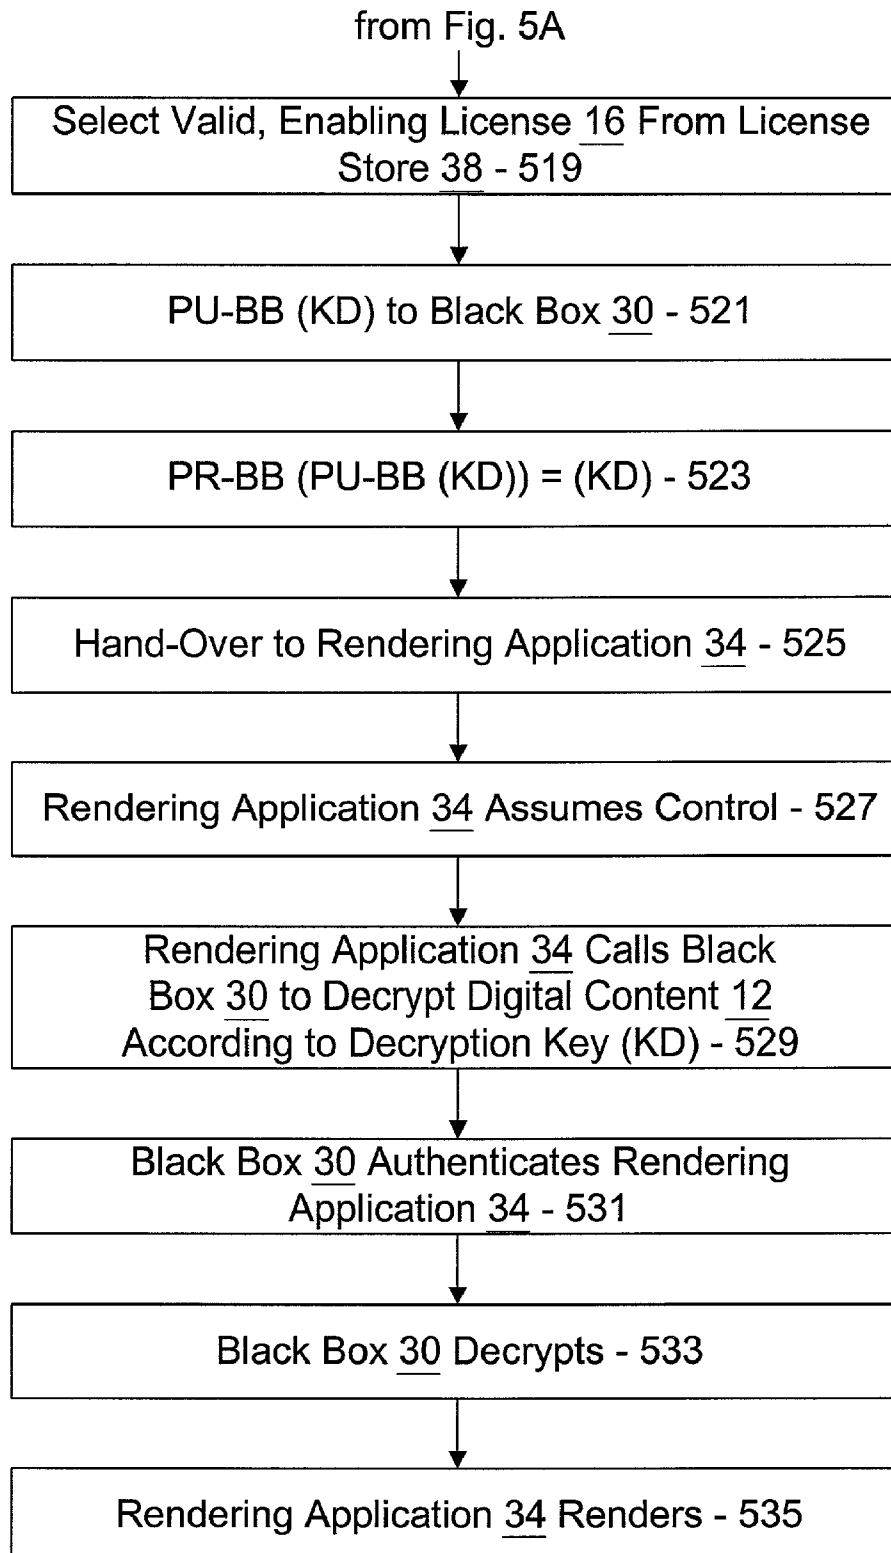 from Fig. 5A
Select Valid, Enabling License 16 From License
Store 38 - 519
PU-BB (KD) to Black Box 30 - 521
PR-BB (PU-BB (KD)) = (KD) - 523
Hand-Over to Rendering Application 34 - 525
Rendering Application 34 Assumes Control - 527
Rendering Application 34 Calls Black
Box 30 to Decrypt Digital Content 12
According to Decryption Key (KD) - 529
Black Box 30 Authenticates Rendering
Application 34 - 531
Black Box 30 Decrypts - 533
Rendering Application 34 Renders - 535